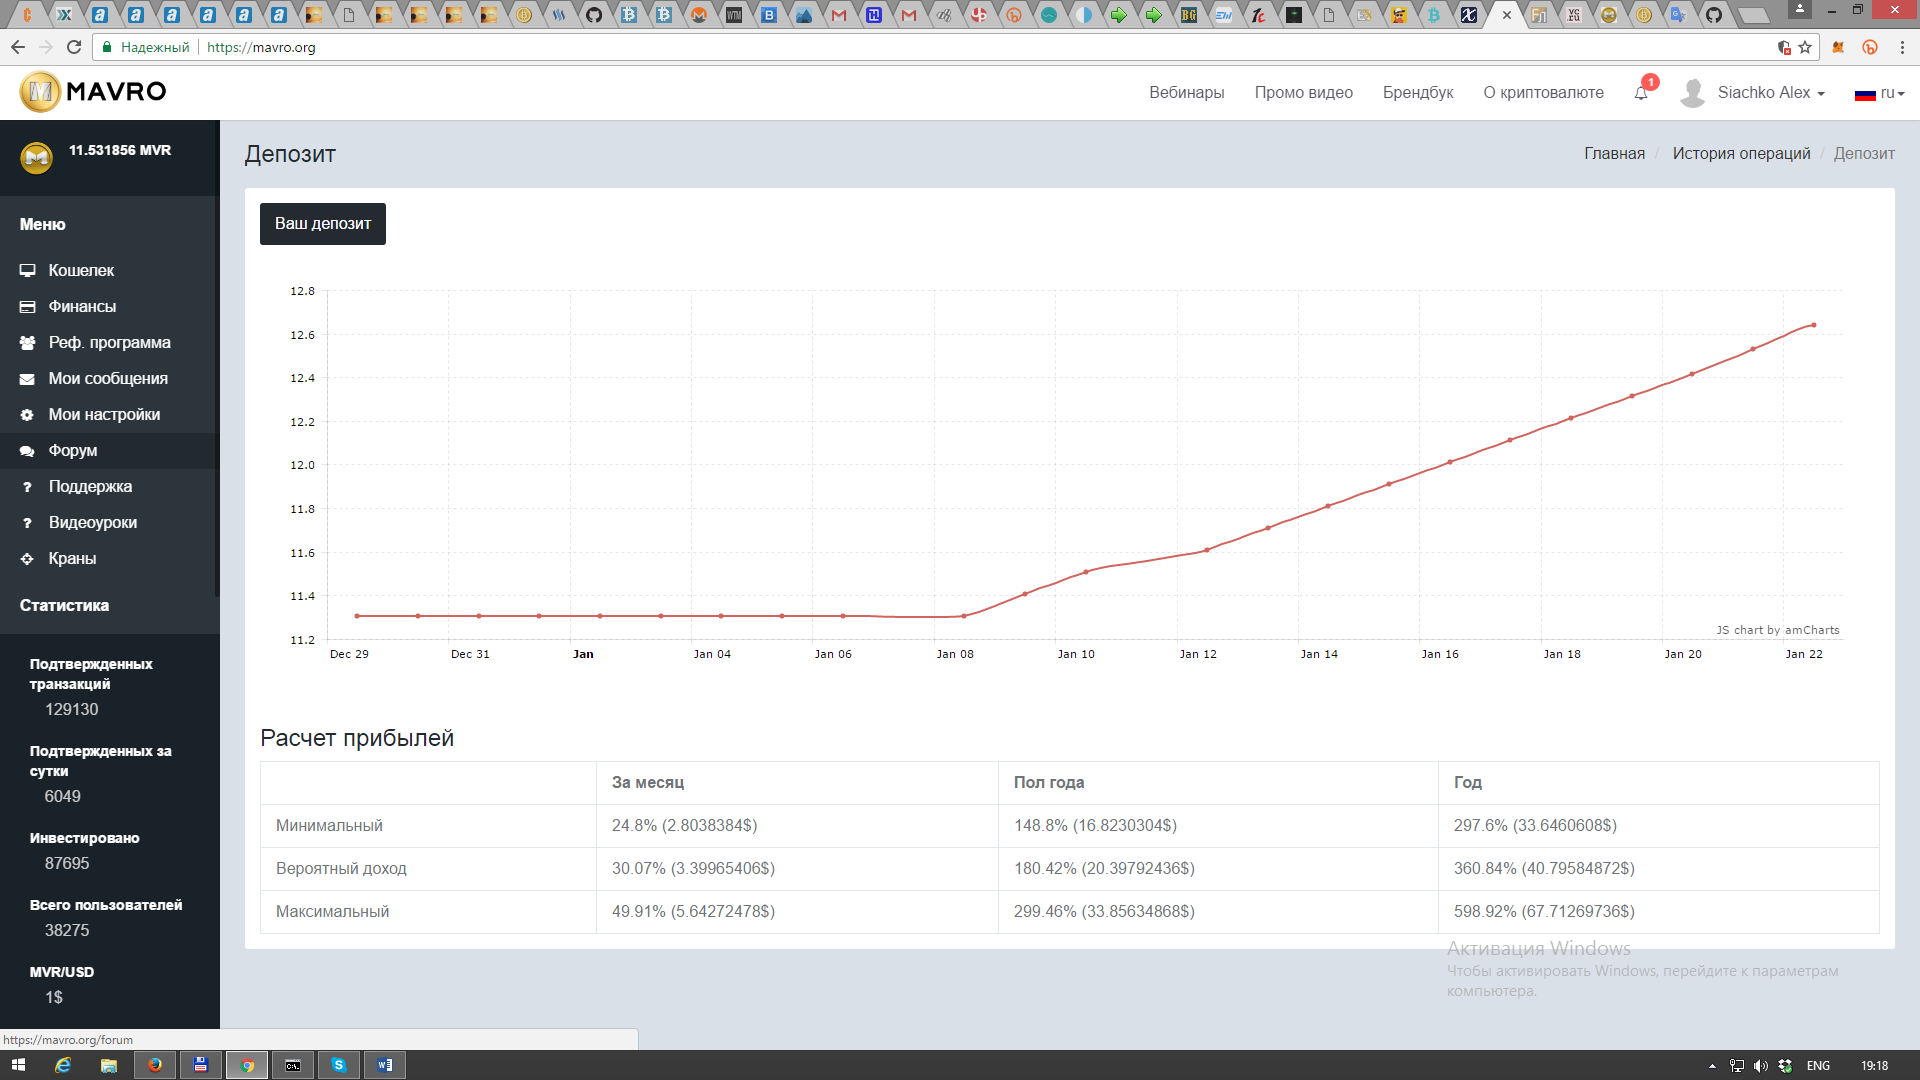 Надежный
https://mavro.org
MAVRO
Вебинары
Промо видео
Брендбук
О криптовалюте
1
Siachko Alex
ru
11.531856 MVR
Меню
Кошелек
Финансы
Реф. программа
Мои сообщения
Мои настройки
Форум
Поддержка
Видеоуроки
Краны
Статистика
Подтвержденных
транзакций
129130
Подтвержденных за
сутки
6049
Инвестировано
87695
Всего пользователей
38275
MVR/USD
1$
Депозит
Главная / История операций / Депозит
Ваш депозит
12.8
12.6
12.4
12.2
12.0
11.8
11.6
11.4
11.2
JS chart by amCharts
Dec 29 Dec 31 Jan Jan 04 Jan 06 Jan 08 Jan 10 Jan 12 Jan 14 Jan 16 Jan 18 Jan 20 Jan 22
Расчет прибылей
За месяц Пол года Год
Минимальный 24.8% (2.8038384$) 148.8% (16.8230304$) 297.6% (33.6460608$)
Вероятный доход 30.07% (3.39965406$) 180.42% (20.39792436$) 360.84% (40.79584872$)
Максимальный 49.91% (5.64272478$) 299.46% (33.85634868$) 598.92% (67.71269736$)
Активация Windows
Чтобы активировать Windows, перейдите к параметрам
компьютера.
https://mavro.org/forum
ENG
19:18